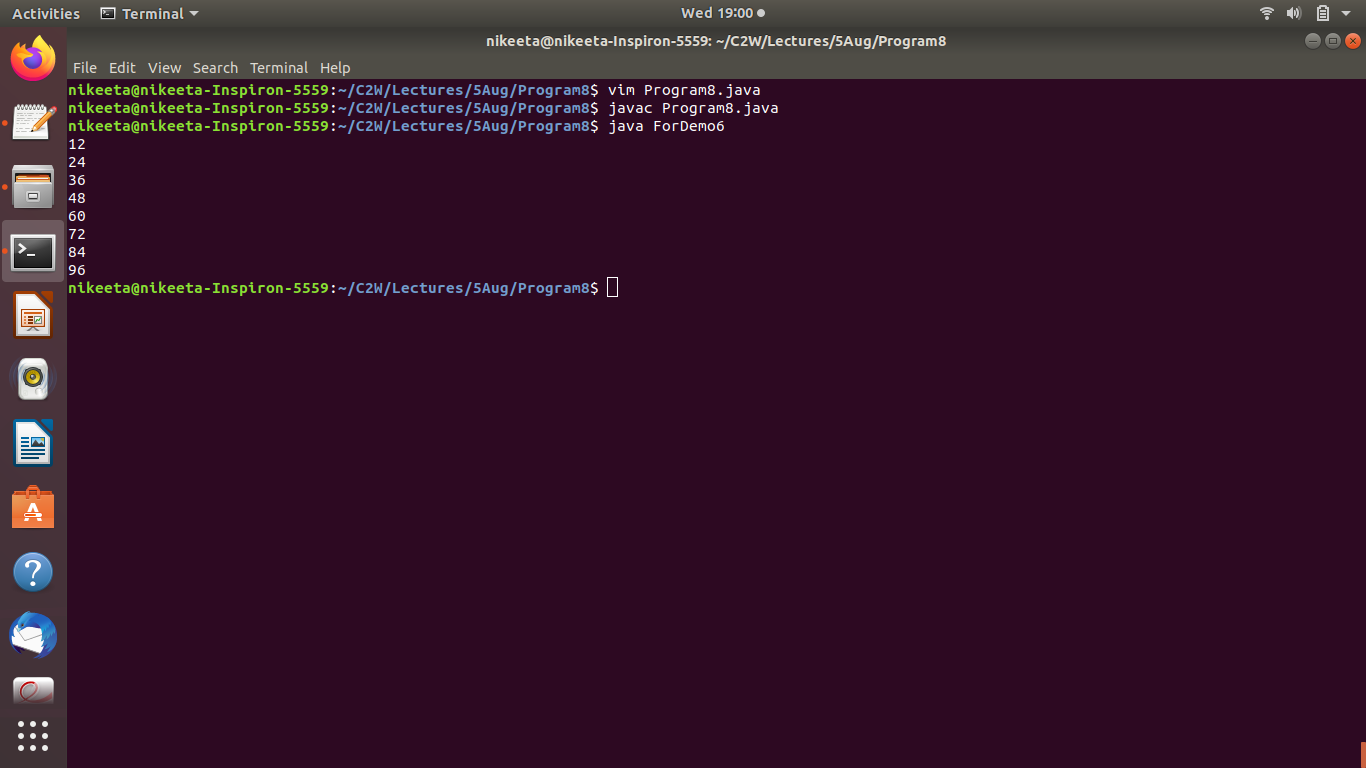 Activities Terminal Wed 19:00
nikeeta@nikeeta-Inspiron-5559: ~/C2W/Lectures/5Aug/Program8
File Edit View Search Terminal Help
nikeeta@nikeeta-Inspiron-5559:~/C2W/Lectures/5Aug/Program8$ vim Program8.java
nikeeta@nikeeta-Inspiron-5559:~/C2W/Lectures/5Aug/Program8$ javac Program8.java
nikeeta@nikeeta-Inspiron-5559:~/C2W/Lectures/5Aug/Program8$ java ForDemo6
12
24
36
48
60
72
84
96
nikeeta@nikeeta-Inspiron-5559:~/C2W/Lectures/5Aug/Program8$